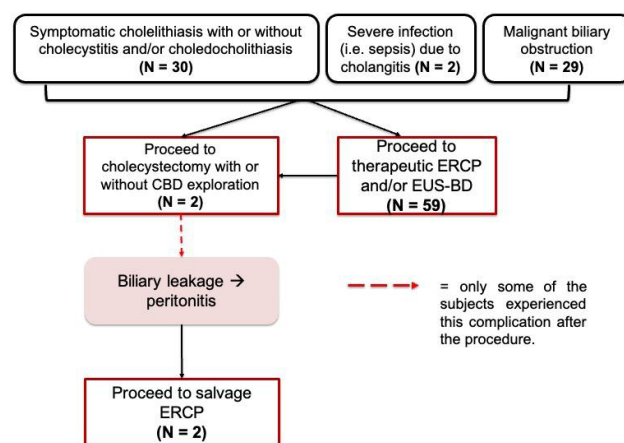 Symptomatic cholelithiasis with or without
cholecystitis and/or choledocholithiasis
(N = 30)
Severe infection
(i.e. sepsis) due to
cholangitis (N = 2)
Malignant biliary
obstruction
(N = 29)
Proceed to
cholecystectomy with or
without CBD exploration
(N = 2)
Proceed to
therapeutic ERCP
and/or EUS-BD
(N = 59)
Biliary leakage →
peritonitis
= only some of the
subjects experienced
this complication after
the procedure.
Proceed to salvage
ERCP
(N = 2)